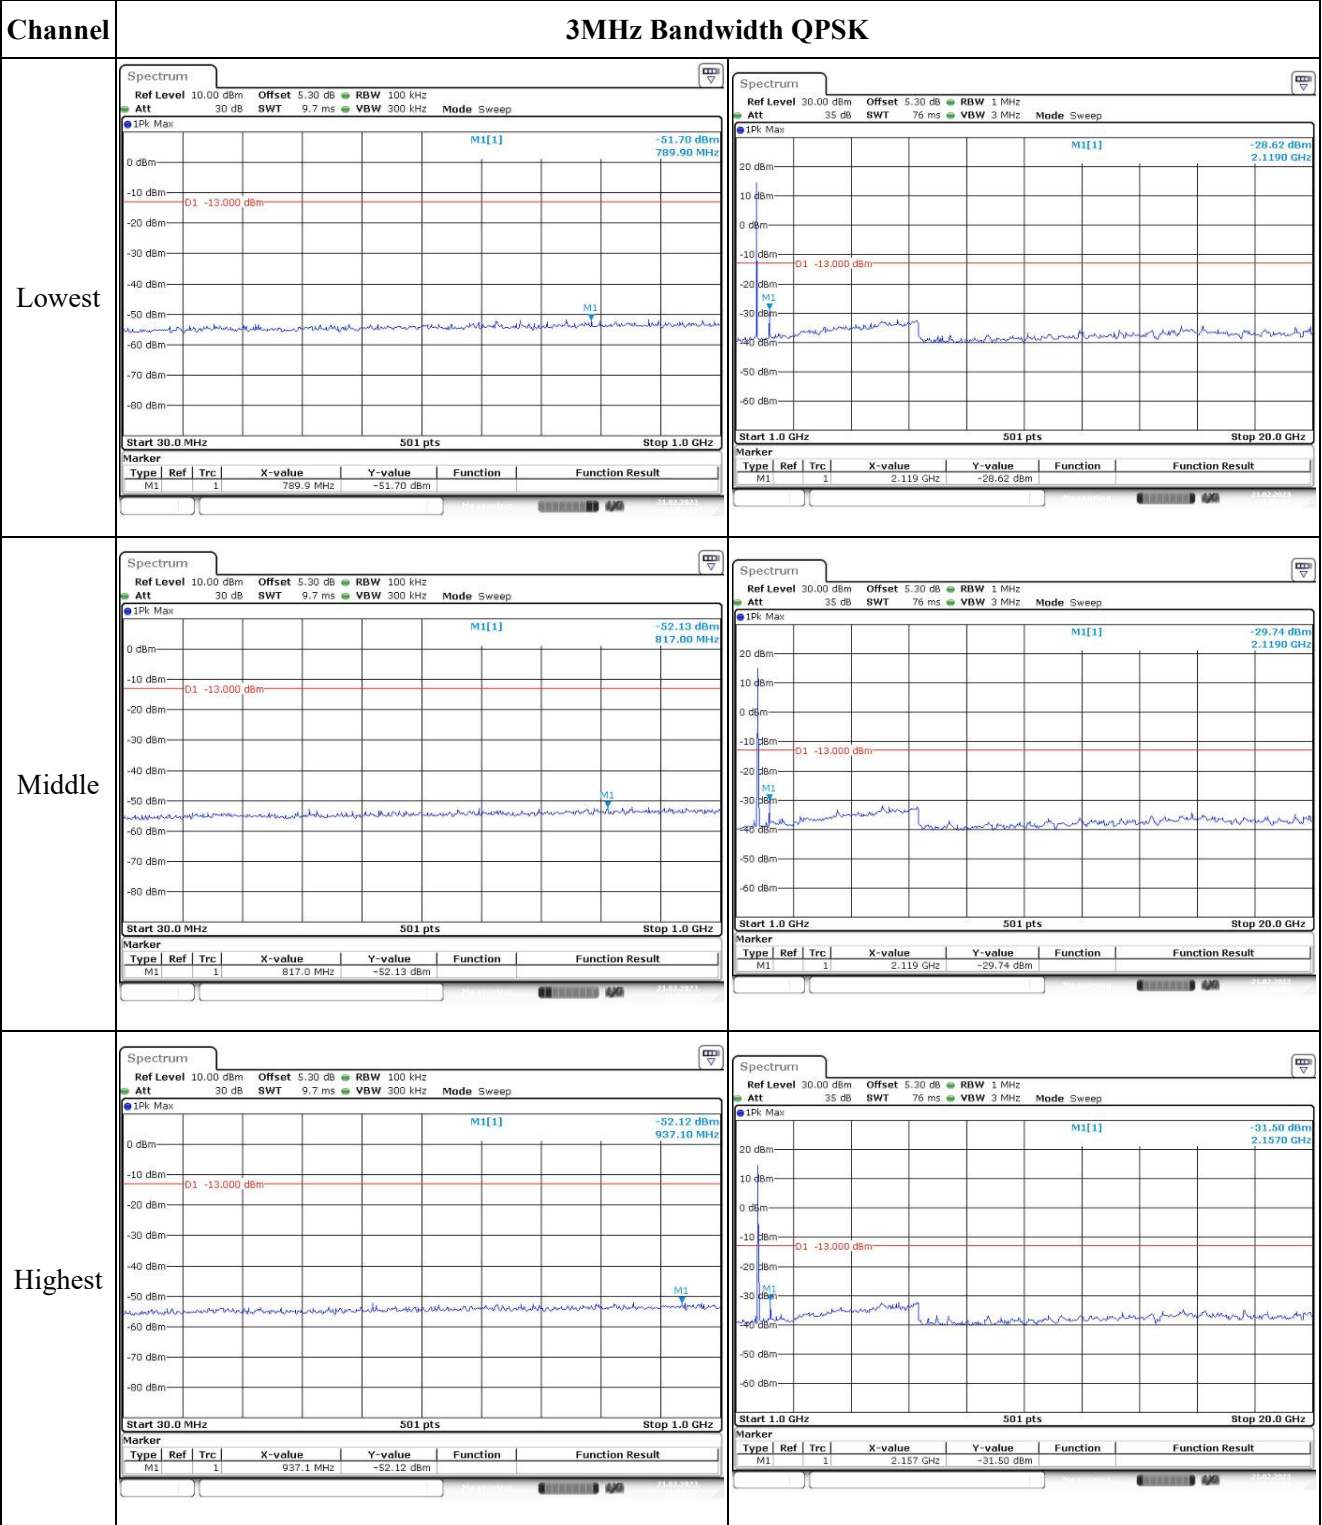 Channel 3MHz Bandwidth QPSK
Lowest
Spectrum
Ref Level 10.00 dBm Offset 5.30 dB RBW 100 kHz
Att 30 dB SWT 9.7 ms VBW 300 kHz Mode Sweep
1Pk Max
M1[1] -51.70 dBm
789.90 MHz
0 dBm
-10 dBm
D1 -13.000 dBm
-20 dBm
-30 dBm
-40 dBm
-50 dBm
M1
-60 dBm
-70 dBm
-80 dBm
Start 30.0 MHz 501 pts Stop 1.0 GHz
Marker
Type Ref Trc X-value Y-value Function Function Result
M1 1 789.9 MHz -51.70 dBm
Spectrum
Ref Level 30.00 dBm Offset 5.30 dB RBW 1 MHz
Att 35 dB SWT 76 ms VBW 3 MHz Mode Sweep
1Pk Max
M1[1] -28.62 dBm
2.1190 GHz
20 dBm
10 dBm
0 dBm
-10 dBm
D1 -13.000 dBm
-20 dBm
M1
-30 dBm
-40 dBm
-50 dBm
-60 dBm
Start 1.0 GHz 501 pts Stop 20.0 GHz
Marker
Type Ref Trc X-value Y-value Function Function Result
M1 1 2.119 GHz -28.62 dBm
21.02.2023
Middle
Spectrum
Ref Level 10.00 dBm Offset 5.30 dB RBW 100 kHz
Att 30 dB SWT 9.7 ms VBW 300 kHz Mode Sweep
1Pk Max
M1[1] -52.13 dBm
817.00 MHz
0 dBm
-10 dBm
D1 -13.000 dBm
-20 dBm
-30 dBm
-40 dBm
-50 dBm
M1
-60 dBm
-70 dBm
-80 dBm
Start 30.0 MHz 501 pts Stop 1.0 GHz
Marker
Type Ref Trc X-value Y-value Function Function Result
M1 1 817.0 MHz -52.13 dBm
Spectrum
Ref Level 30.00 dBm Offset 5.30 dB RBW 1 MHz
Att 35 dB SWT 76 ms VBW 3 MHz Mode Sweep
1Pk Max
M1[1] -29.74 dBm
2.1190 GHz
20 dBm
10 dBm
0 dBm
-10 dBm
D1 -13.000 dBm
-20 dBm
M1
-30 dBm
-40 dBm
-50 dBm
-60 dBm
Start 1.0 GHz 501 pts Stop 20.0 GHz
Marker
Type Ref Trc X-value Y-value Function Function Result
M1 1 2.119 GHz -29.74 dBm
Highest
Spectrum
Ref Level 10.00 dBm Offset 5.30 dB RBW 100 kHz
Att 30 dB SWT 9.7 ms VBW 300 kHz Mode Sweep
1Pk Max
M1[1] -52.12 dBm
937.10 MHz
0 dBm
-10 dBm
D1 -13.000 dBm
-20 dBm
-30 dBm
-40 dBm
-50 dBm
M1
-60 dBm
-70 dBm
-80 dBm
Start 30.0 MHz 501 pts Stop 1.0 GHz
Marker
Type Ref Trc X-value Y-value Function Function Result
M1 1 937.1 MHz -52.12 dBm
Spectrum
Ref Level 30.00 dBm Offset 5.30 dB RBW 1 MHz
Att 35 dB SWT 76 ms VBW 3 MHz Mode Sweep
1Pk Max
M1[1] -31.50 dBm
2.1570 GHz
20 dBm
10 dBm
0 dBm
-10 dBm
D1 -13.000 dBm
-20 dBm
-30 dBm
M1
-40 dBm
-50 dBm
-60 dBm
Start 1.0 GHz 501 pts Stop 20.0 GHz
Marker
Type Ref Trc X-value Y-value Function Function Result
M1 1 2.157 GHz -31.50 dBm